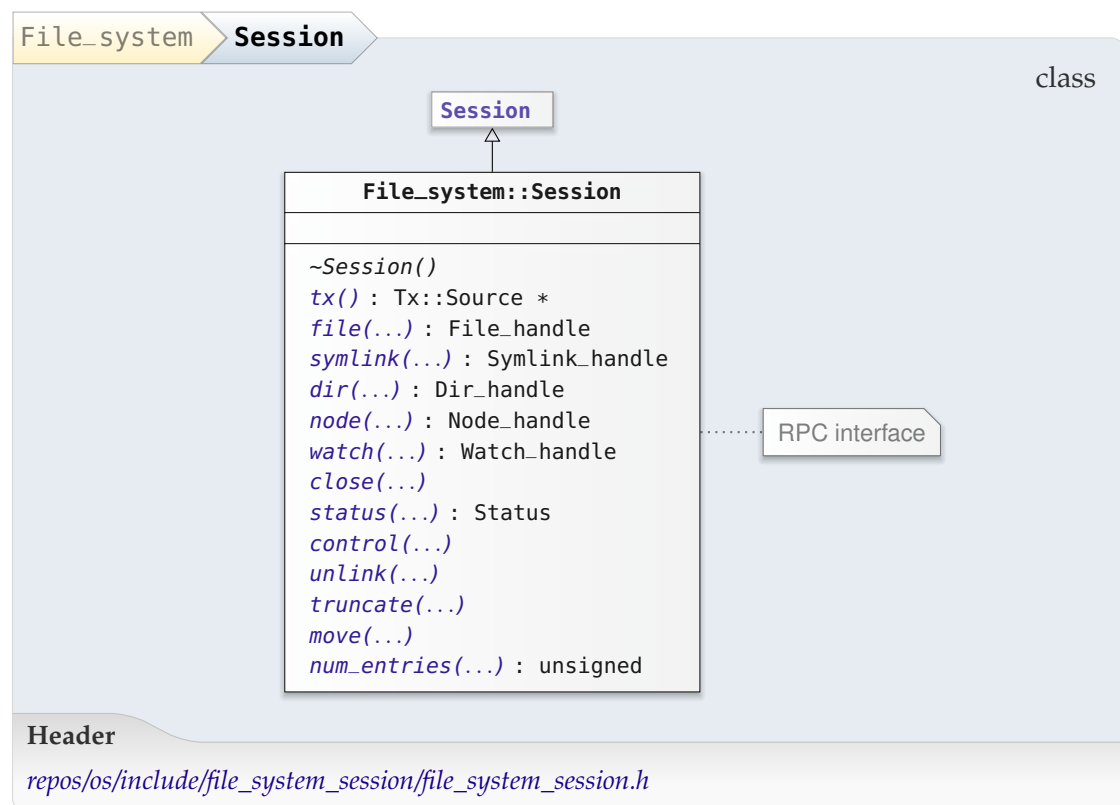 File_system Session
class
Session
File_system::Session
~Session()
tx() : Tx::Source *
file(...) : File_handle
symlink(...) : Symlink_handle
dir(...) : Dir_handle
node(...) : Node_handle
watch(...) : Watch_handle
close(...)
status(...) : Status
control(...)
unlink(...)
truncate(...)
move(...)
num_entries(...) : unsigned
RPC interface
Header
repos/os/include/file_system_session/file_system_session.h